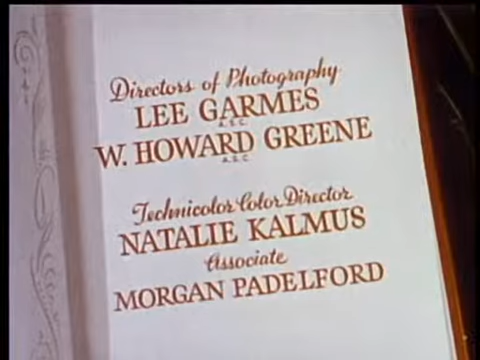 Directors of Photography
LEE GARMES
A.S.C.
W. HOWARD GREENE
A.S.C.
Technicolor Color Director
NATALIE KALMUS
Associate
MORGAN PADELFORD